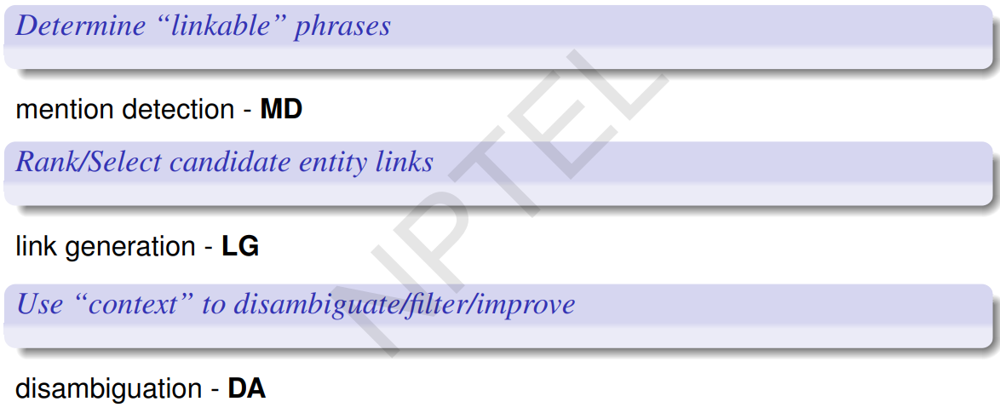 Determine “linkable” phrases
mention detection - MD
Rank/Select candidate entity links
link generation - LG
Use “context” to disambiguate/filter/improve
disambiguation - DA
NPTEL